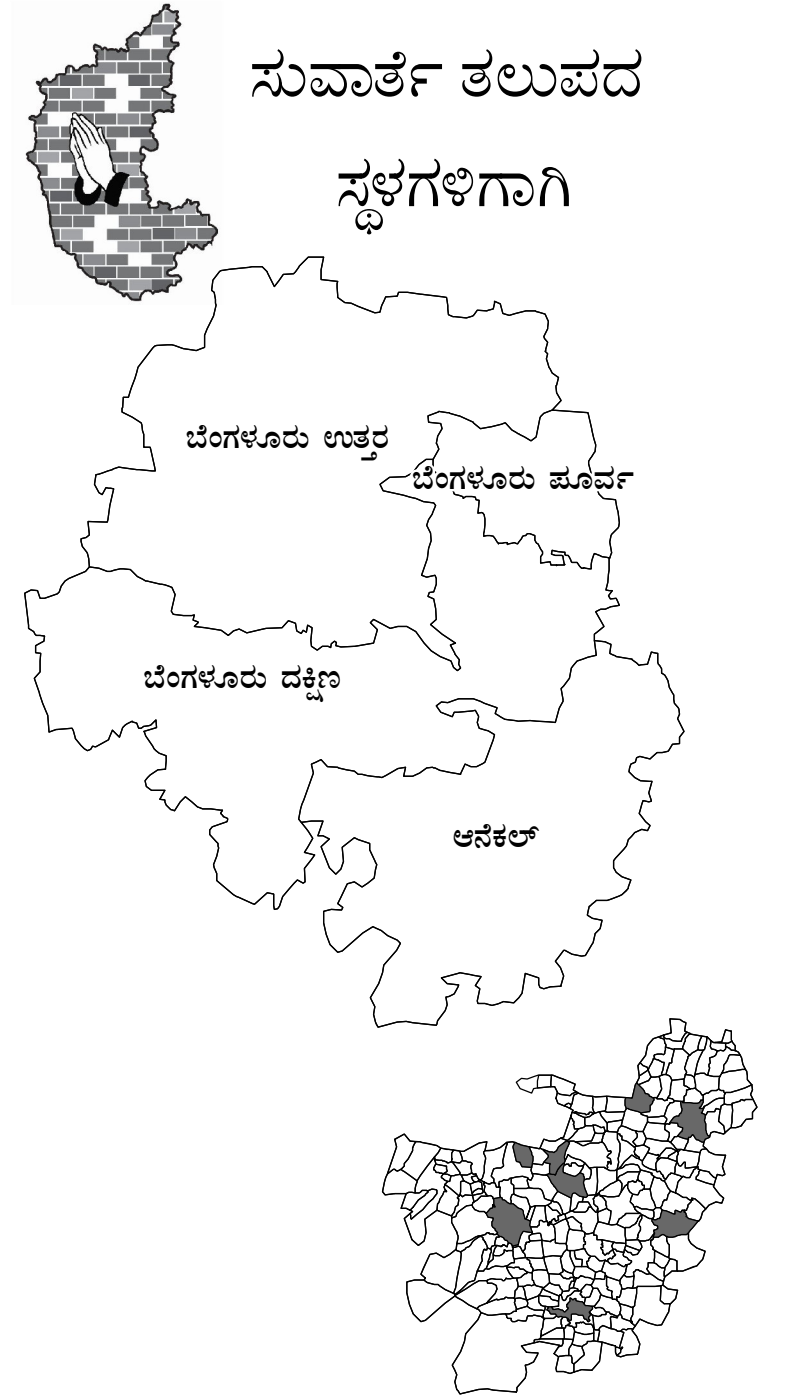 ಸುವಾರ್ತೆ ತಲುಪದ
ಸ್ಥಳಗಳಿಗಾಗಿ
ಬೆಂಗಳೂರು ಉತ್ತರ
ಬೆಂಗಳೂರು ಪೂರ್ವ
ಬೆಂಗಳೂರು ದಕ್ಷಿಣ
ಆನೆಕಲ್